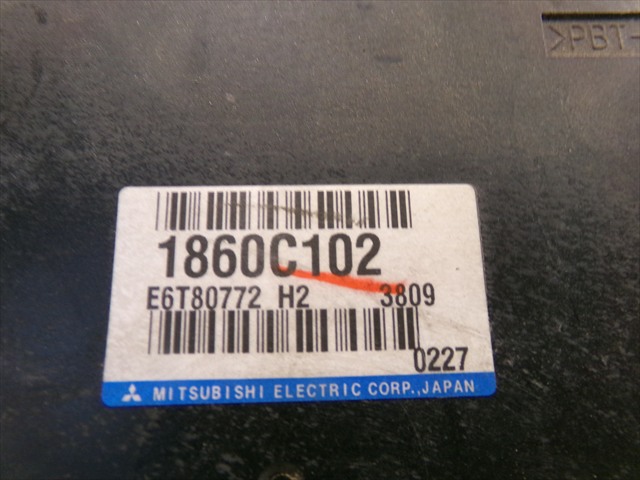 >PBT-
1860C102
E6T80772 H2 3809
0227
MITSUBISHI ELECTRIC CORP.,JAPAN